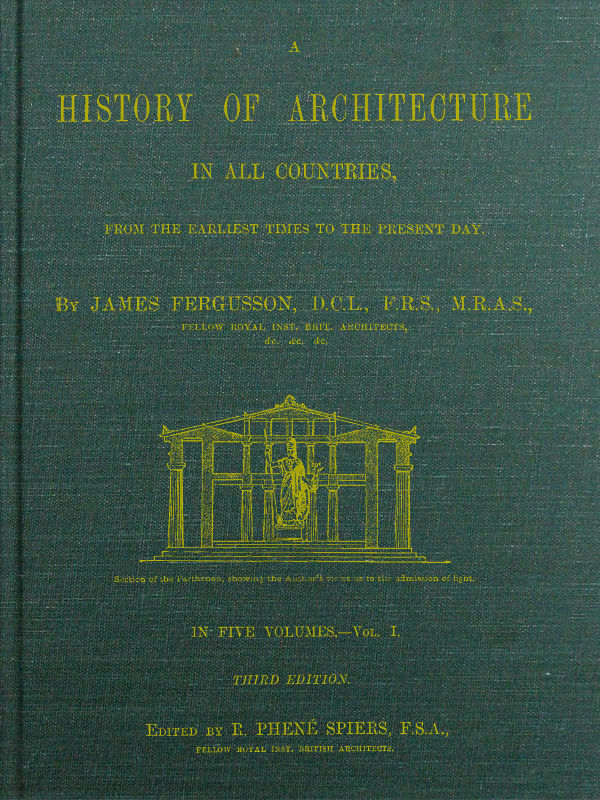 A
HISTORY OF ARCHITECTURE
IN ALL COUNTRIES,
FROM THE EARLIEST TIMES TO THE PRESENT DAY.
BY JAMES FERGUSSON, D.C.L., F.R.S., M.R.A.S.,
FELLOW ROYAL INST. BRIT. ARCHITECTS,
&c. &c. &c.
Section of the Parthenon, showing the Author's views as to the admission of light.
IN FIVE VOLUMES.—VOL. I.
THIRD EDITION.
EDITED BY R. PHENÉ SPIERS, F.S.A.,
FELLOW ROYAL INST. BRITISH ARCHITECTS.